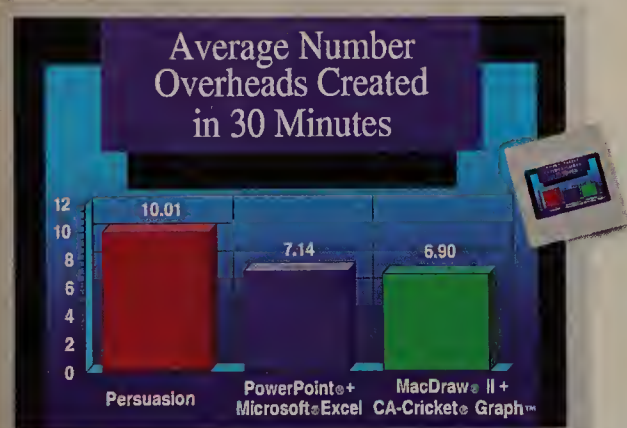 Average Number
Overheads Created
in 30 Minutes
12
10
8
6
4
2
0
10.01
7.14
6.90
Persuasion
PowerPoint®+
Microsoft®Excel
MacDraw® II +
CA-Cricket® Graph™